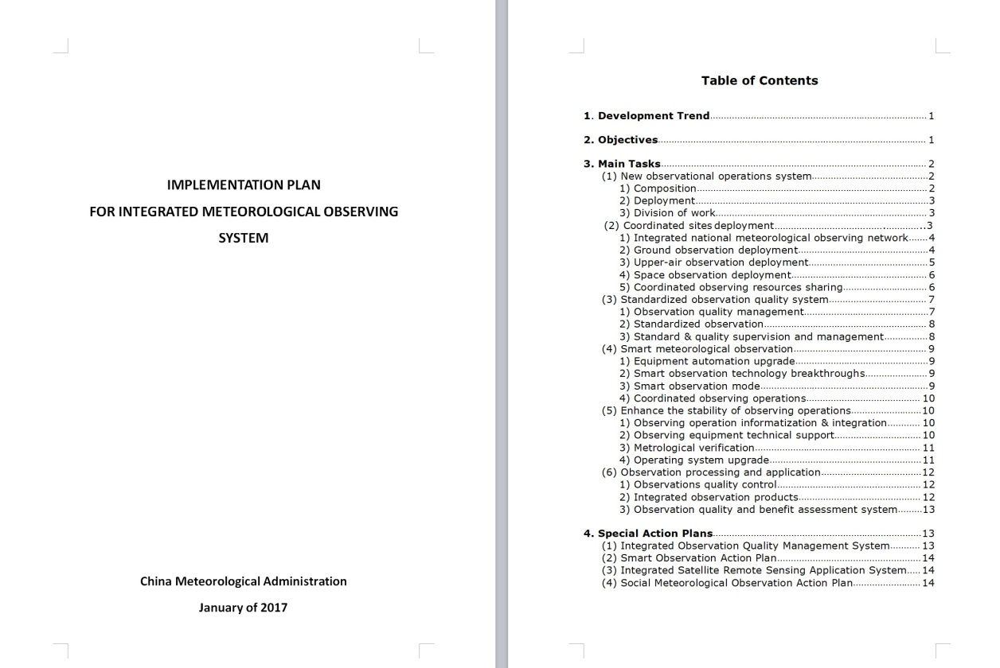 IMPLEMENTATION PLAN
FOR INTEGRATED METEOROLOGICAL OBSERVING
SYSTEM
China Meteorological Administration
January of 2017
Table of Contents
1. Development Trend 1
2. Objectives 1
3. Main Tasks 2
(1) New observational operations system 2
1) Composition 2
2) Deployment 3
3) Division of work 3
(2) Coordinated sites deployment 3
1) Integrated national meteorological observing network 4
2) Ground observation deployment 4
3) Upper-air observation deployment 5
4) Space observation deployment 6
5) Coordinated observing resources sharing 6
(3) Standardized observation quality system 7
1) Observation quality management 7
2) Standardized observation 8
3) Standard & quality supervision and management 8
(4) Smart meteorological observation 9
1) Equipment automation upgrade 9
2) Smart observation technology breakthroughs 9
3) Smart observation mode 9
4) Coordinated observing operations 10
(5) Enhance the stability of observing operations 10
1) Observing operation informatization & integration 10
2) Observing equipment technical support 10
3) Metrological verification 11
4) Operating system upgrade 11
(6) Observation processing and application 12
1) Observations quality control 12
2) Integrated observation products 12
3) Observation quality and benefit assessment system 13
4. Special Action Plans 13
(1) Integrated Observation Quality Management System 13
(2) Smart Observation Action Plan 14
(3) Integrated Satellite Remote Sensing Application System 14
(4) Social Meteorological Observation Action Plan 14